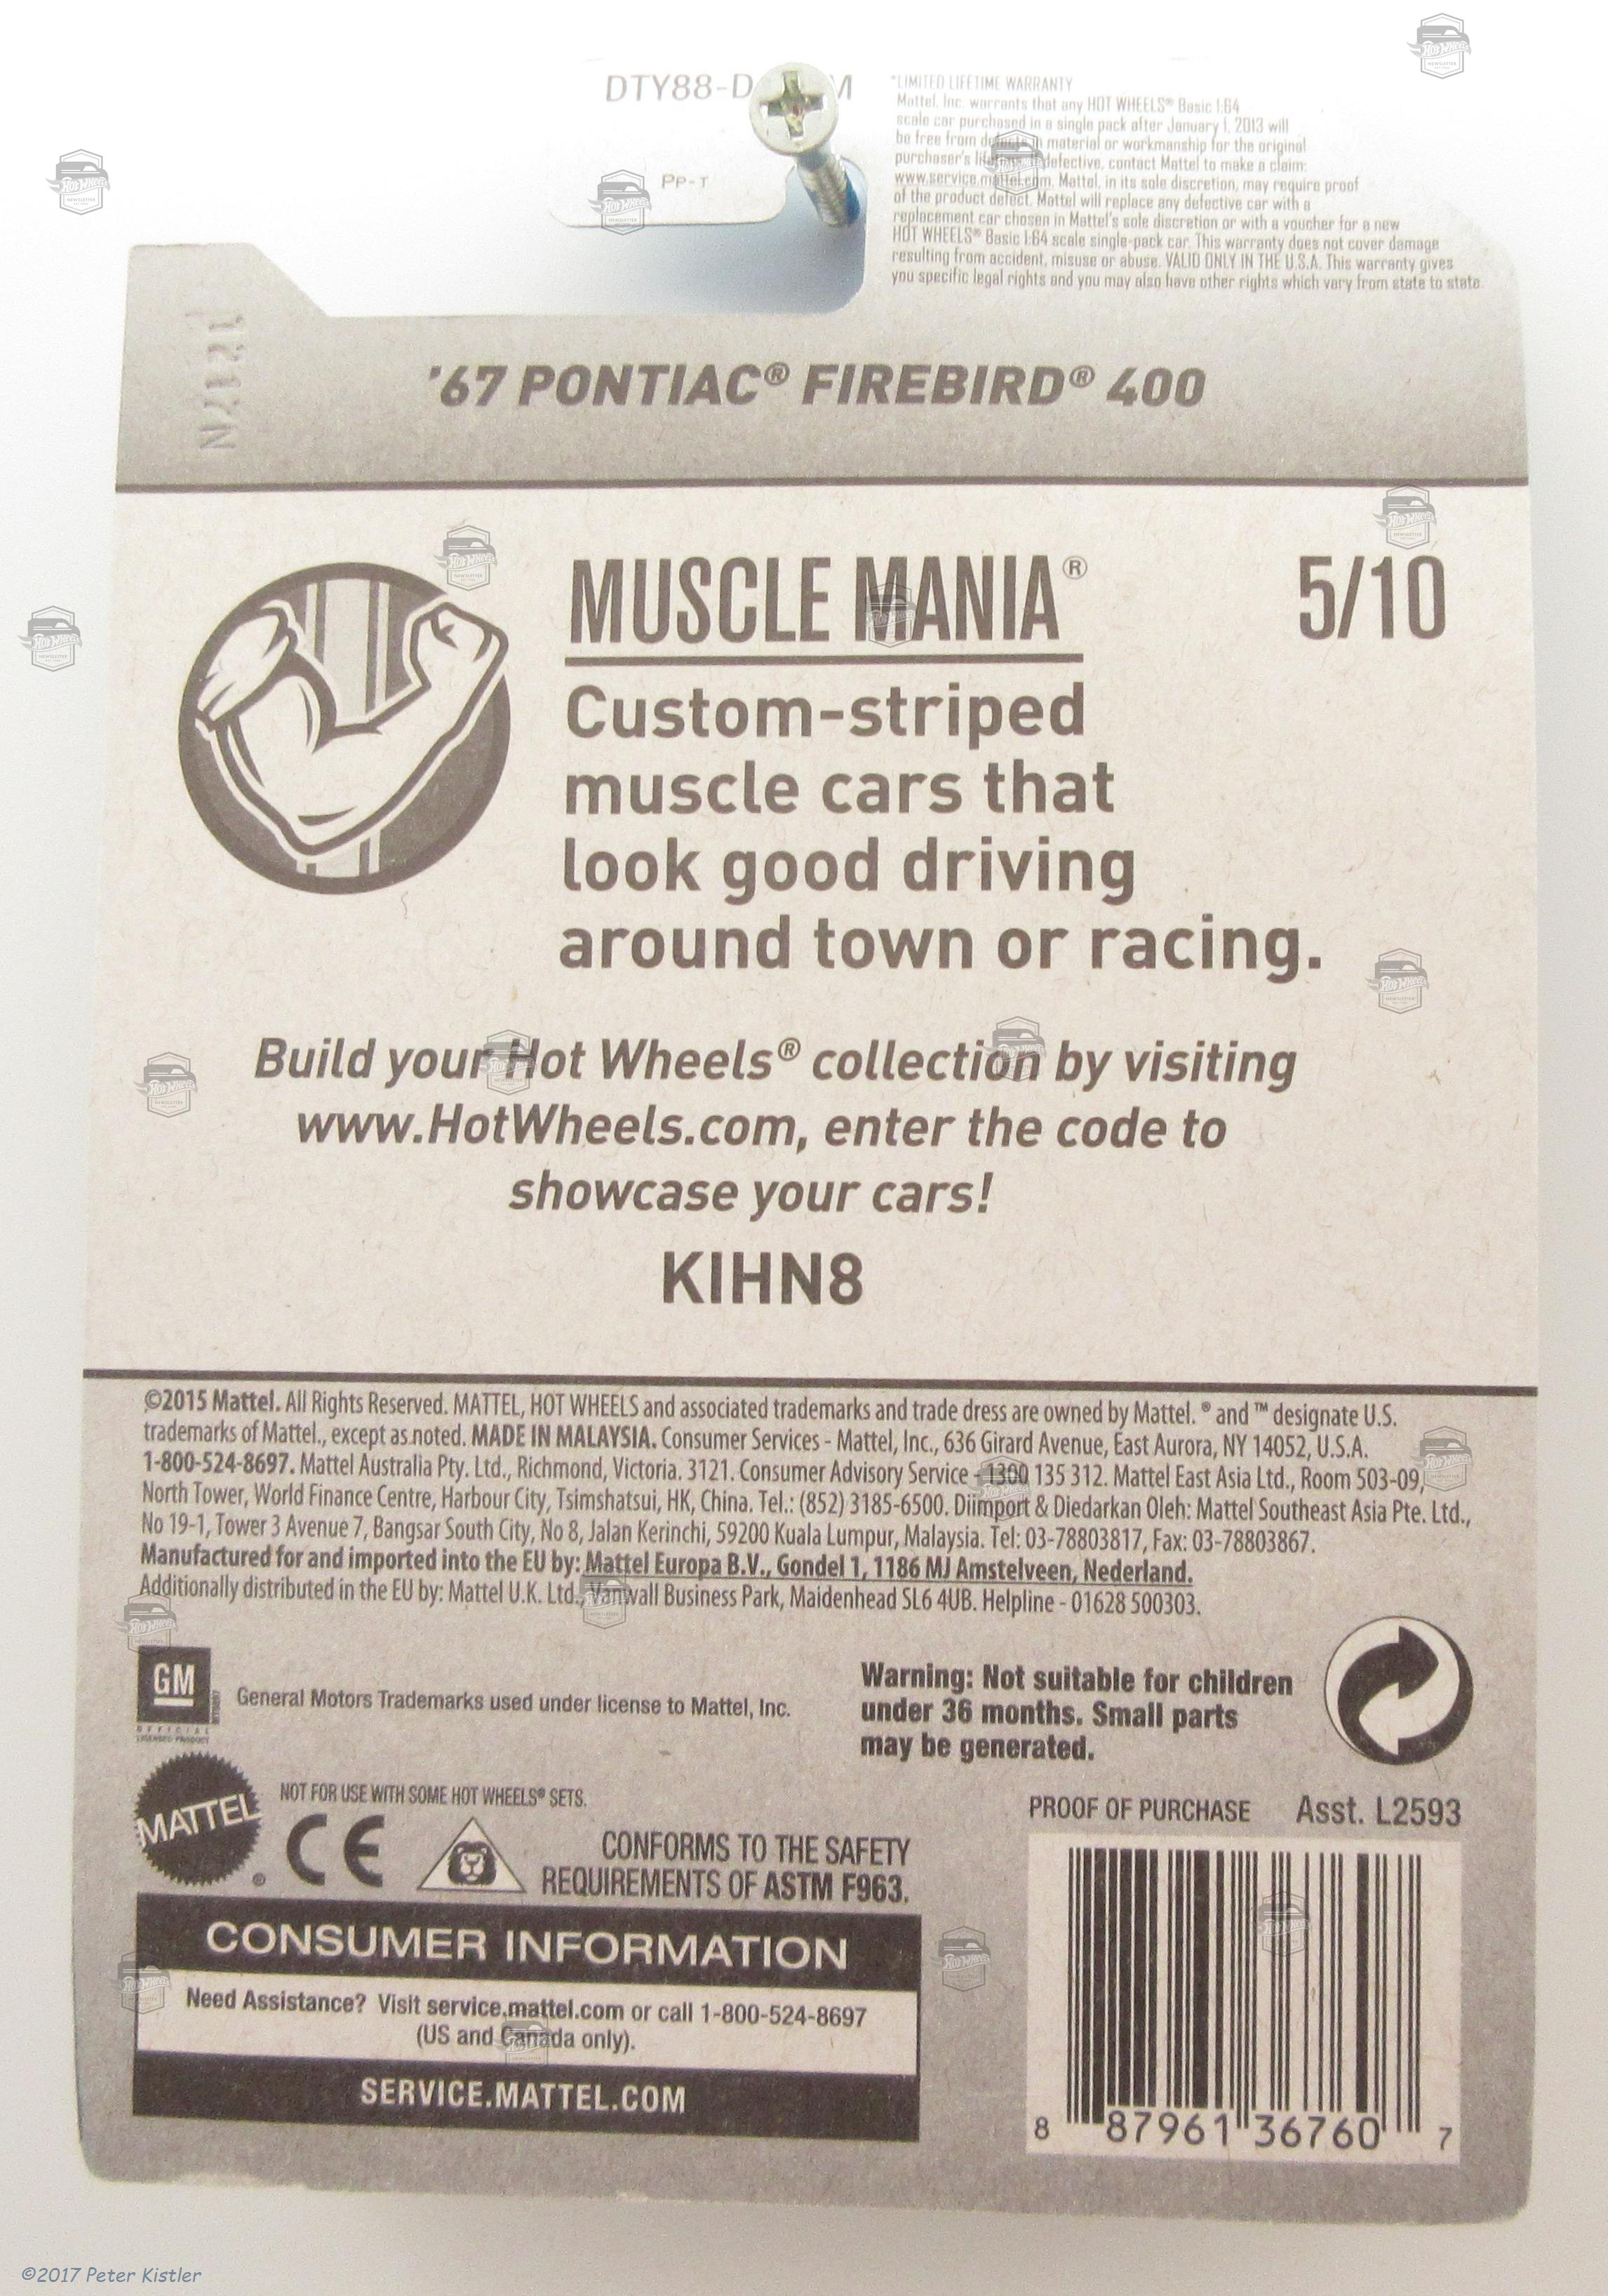 DTY88-D
M
Pp-T
*LIMITED LIFETIME WARRANTY
Mattel, Inc. warrants that any HOT WHEELS® Basic 1:64
scale car purchased in a single pack after January 1, 2013 will
be free from defects in material or workmanship for the original
purchaser's defective, contact Mattel to make a claim:
www.service.mattel.com. Mattel, in its sole discretion, may require proof
of the product defect. Mattel will replace any defective car with a
replacement car chosen in Mattel's sole discretion or with a voucher for a new
HOT WHEELS® Basic 1:64 scale single-pack car. This warranty does not cover damage
resulting from accident, misuse or abuse. VALID ONLY IN THE U.S.A. This warranty gives
you specific legal rights and you may also have other rights which vary from state to state.
'67 PONTIAC® FIREBIRD® 400
MUSCLE MANIA®
5/10
Custom-striped
muscle cars that
look good driving
around town or racing.
Build your Hot Wheels® collection by visiting
www.HotWheels.com, enter the code to
showcase your cars!
KIHN8
©2015 Mattel. All Rights Reserved. MATTEL, HOT WHEELS and associated trademarks and trade dress are owned by Mattel. ® and ™ designate U.S.
trademarks of Mattel., except as noted. MADE IN MALAYSIA. Consumer Services - Mattel, Inc., 636 Girard Avenue, East Aurora, NY 14052, U.S.A.
1-800-524-8697. Mattel Australia Pty. Ltd., Richmond, Victoria. 3121. Consumer Advisory Service - 1300 135 312. Mattel East Asia Ltd., Room 503-09,
North Tower, World Finance Centre, Harbour City, Tsimshatsui, HK, China. Tel.: (852) 3185-6500. Diimport & Diedarkan Oleh: Mattel Southeast Asia Pte. Ltd.,
No 19-1, Tower 3 Avenue 7, Bangsar South City, No 8, Jalan Kerinchi, 59200 Kuala Lumpur, Malaysia. Tel: 03-78803817, Fax: 03-78803867.
Manufactured for and imported into the EU by: Mattel Europa B.V., Gondel 1, 1186 MJ Amstelveen, Nederland.
Additionally distributed in the EU by: Mattel U.K. Ltd., Vanwall Business Park, Maidenhead SL6 4UB. Helpline - 01628 500303.
GM
OFFICIAL
LICENSED PRODUCT
General Motors Trademarks used under license to Mattel, Inc.
Warning: Not suitable for children
under 36 months. Small parts
may be generated.
MATTEL®
NOT FOR USE WITH SOME HOT WHEELS® SETS.
CE
CONFORMS TO THE SAFETY
REQUIREMENTS OF ASTM F963.
PROOF OF PURCHASE Asst. L2593
CONSUMER INFORMATION
Need Assistance? Visit service.mattel.com or call 1-800-524-8697
(US and Canada only).
SERVICE.MATTEL.COM
8 87961 36760 7
©2017 Peter Kistler